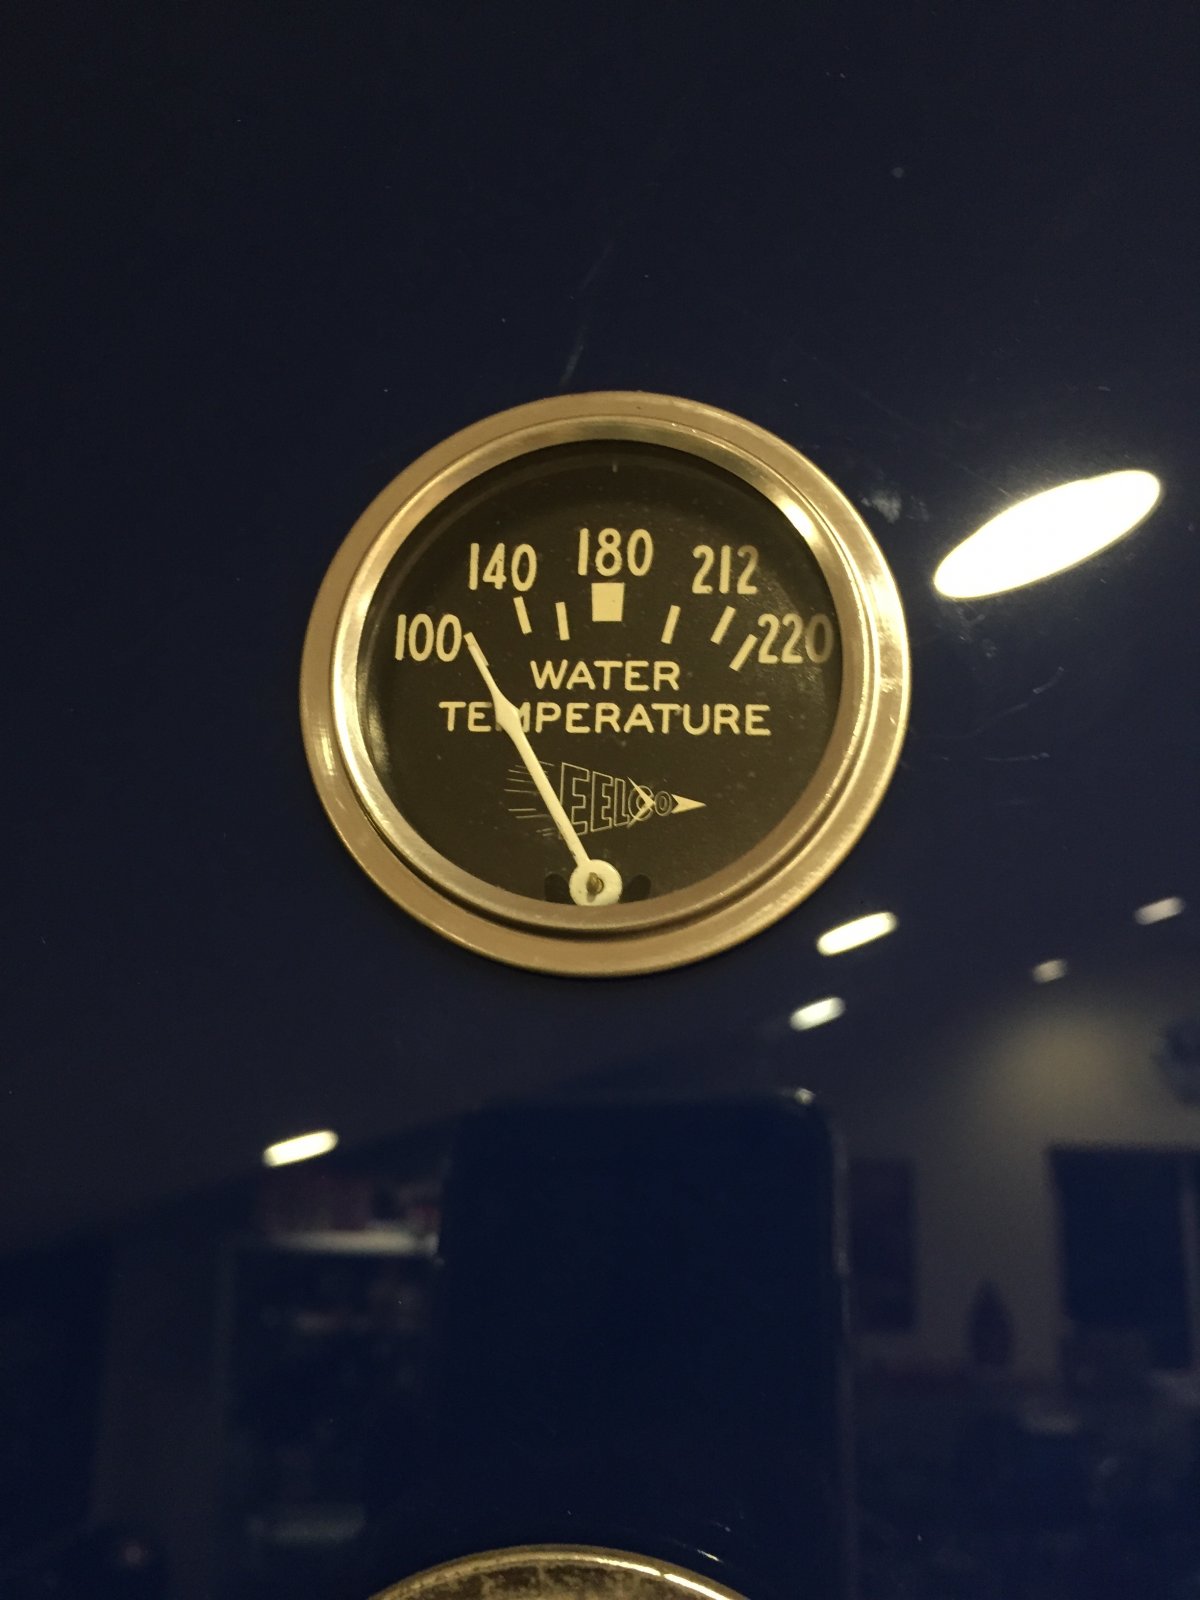 100 140 180 212 220
WATER
TEMPERATURE
EELCO